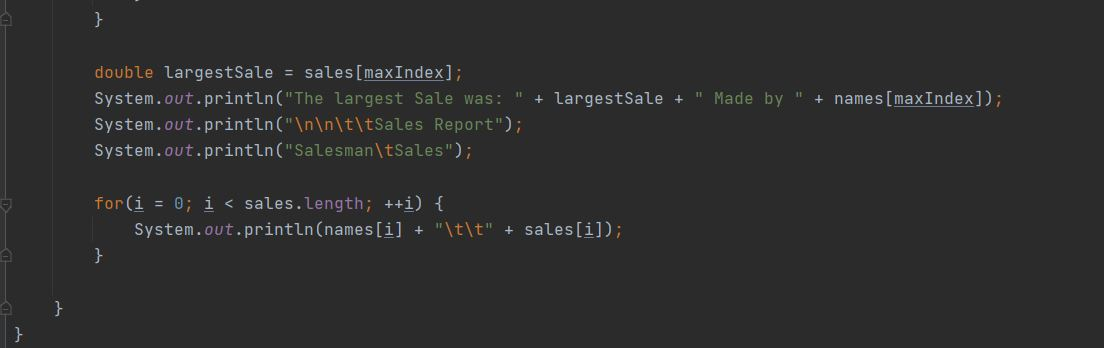 }
double largestSale = sales[maxIndex];
System.out.println("The largest Sale was: " + largestSale + " Made by " + names[maxIndex]);
System.out.println("\n\n\t\tSales Report");
System.out.println("Salesman\tSales");
for(i = 0; i < sales.length; ++i) {
System.out.println(names[i] + "\t\t" + sales[i]);
}
}
}